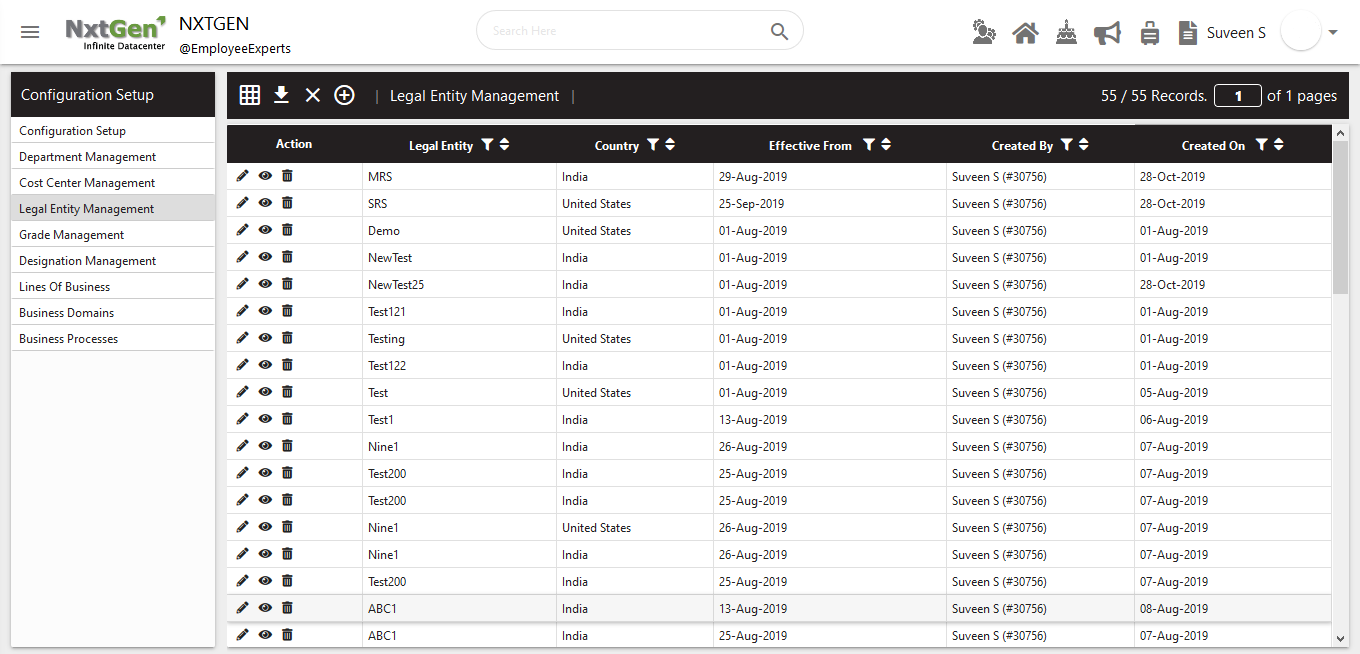 NxtGen
Infinite Datacenter
NXTGEN
@EmployeeExperts
Search Here
Suveen S
Configuration Setup
Configuration Setup
Department Management
Cost Center Management
Legal Entity Management
Grade Management
Designation Management
Lines Of Business
Business Domains
Business Processes
| Legal Entity Management |
55 / 55 Records. 1 of 1 pages
Action Legal Entity Country Effective From Created By Created On
MRS India 29-Aug-2019 Suveen S (#30756) 28-Oct-2019
SRS United States 25-Sep-2019 Suveen S (#30756) 28-Oct-2019
Demo United States 01-Aug-2019 Suveen S (#30756) 01-Aug-2019
NewTest India 01-Aug-2019 Suveen S (#30756) 01-Aug-2019
NewTest25 India 01-Aug-2019 Suveen S (#30756) 28-Oct-2019
Test121 India 01-Aug-2019 Suveen S (#30756) 01-Aug-2019
Testing United States 01-Aug-2019 Suveen S (#30756) 01-Aug-2019
Test122 India 01-Aug-2019 Suveen S (#30756) 01-Aug-2019
Test United States 01-Aug-2019 Suveen S (#30756) 05-Aug-2019
Test1 India 13-Aug-2019 Suveen S (#30756) 06-Aug-2019
Nine1 India 26-Aug-2019 Suveen S (#30756) 07-Aug-2019
Test200 India 25-Aug-2019 Suveen S (#30756) 07-Aug-2019
Test200 India 25-Aug-2019 Suveen S (#30756) 07-Aug-2019
Nine1 United States 26-Aug-2019 Suveen S (#30756) 07-Aug-2019
Nine1 India 26-Aug-2019 Suveen S (#30756) 07-Aug-2019
Test200 India 25-Aug-2019 Suveen S (#30756) 07-Aug-2019
ABC1 India 13-Aug-2019 Suveen S (#30756) 08-Aug-2019
ABC1 India 25-Aug-2019 Suveen S (#30756) 07-Aug-2019